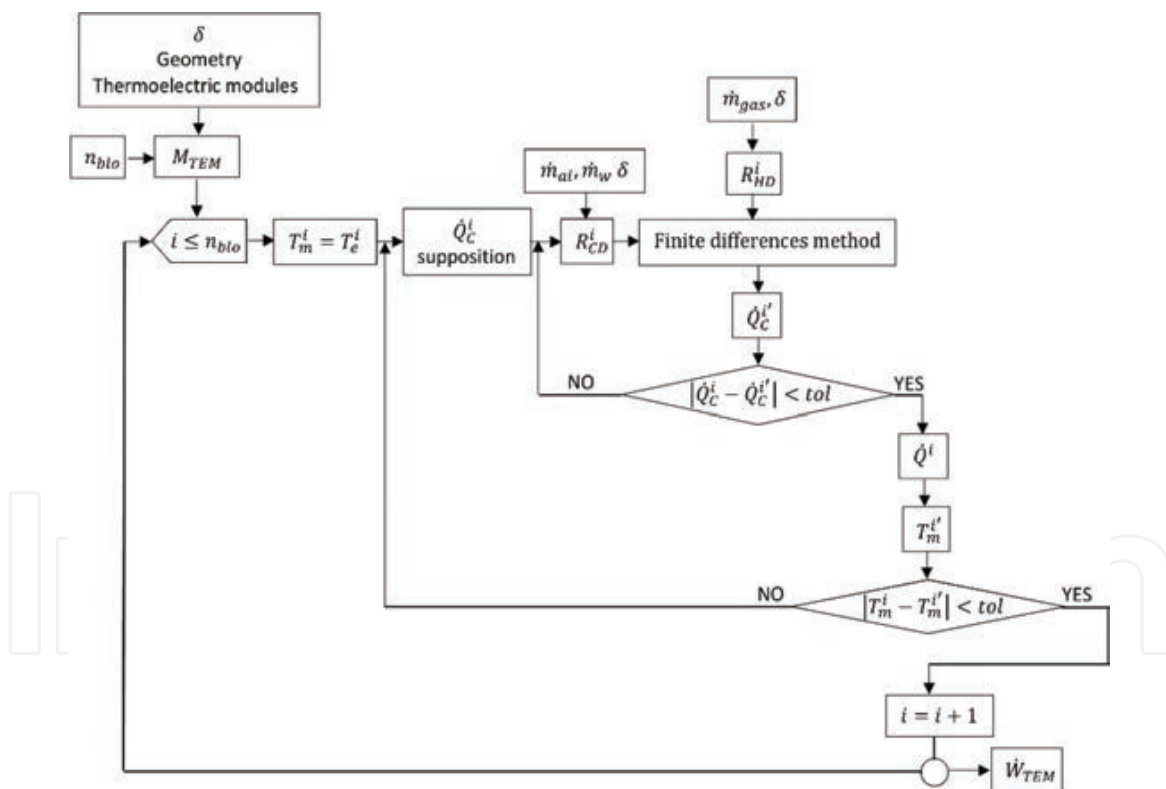 δ
Geometry
Thermoelectric modules
ṁ_gas, δ
n_blo
M_TEM
ṁ_ai, ṁ_w δ
R^i_HD
i ≤ n_blo
T^i_m = T^i_e
Q̇^i_C
supposition
R^i_CD
Finite differences method
Q̇^i'_C
NO
|Q̇^i_C − Q̇^i'_C| < tol
YES
Q̇^i
T^i'_m
NO
|T^i_m − T^i'_m| < tol
YES
i = i + 1
Ẇ_TEM